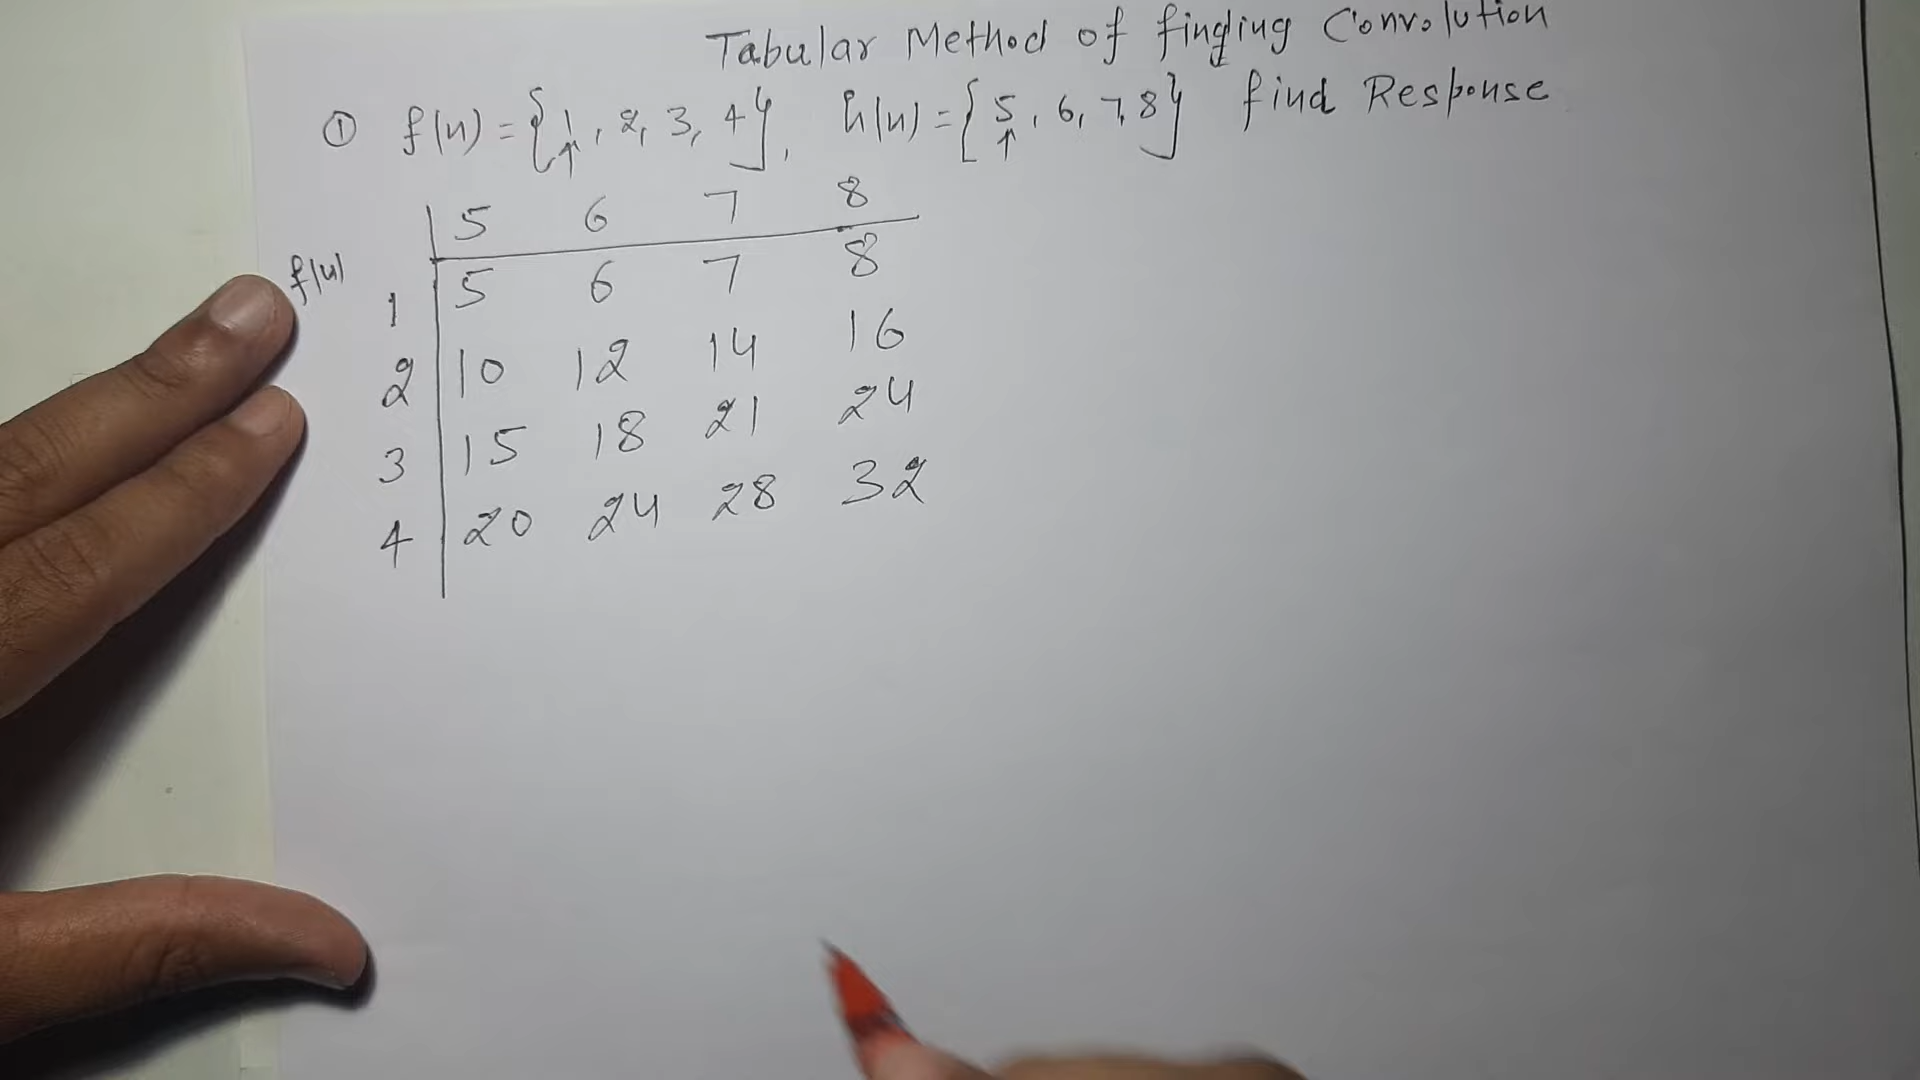 Tabular Method of finding Convolution
① f(n) = {1, 2, 3, 4}, h(n) = {5, 6, 7, 8} find Response
↑ ↑
5 6 7 8
f(n)
1 5 6 7 8
2 10 12 14 16
3 15 18 21 24
4 20 24 28 32